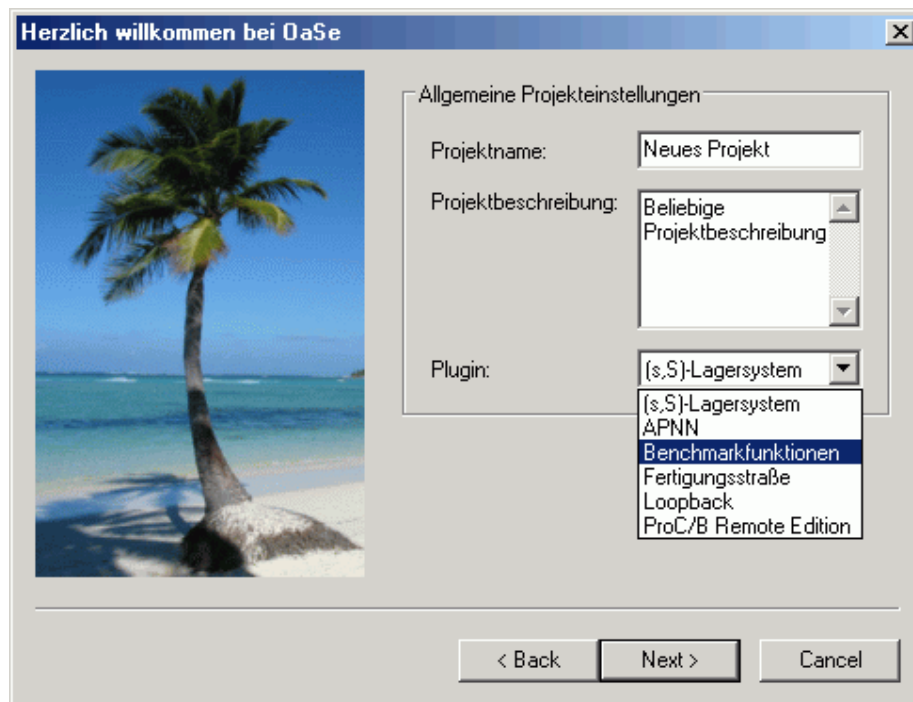 Herzlich willkommen bei OaSe
Allgemeine Projekteinstellungen
Projektname:
Neues Projekt
Projektbeschreibung:
Beliebige
Projektbeschreibung
Plugin:
(s,S)-Lagersystem
(s,S)-Lagersystem
APNN
Benchmarkfunktionen
Fertigungsstraße
Loopback
ProC/B Remote Edition
< Back
Next >
Cancel